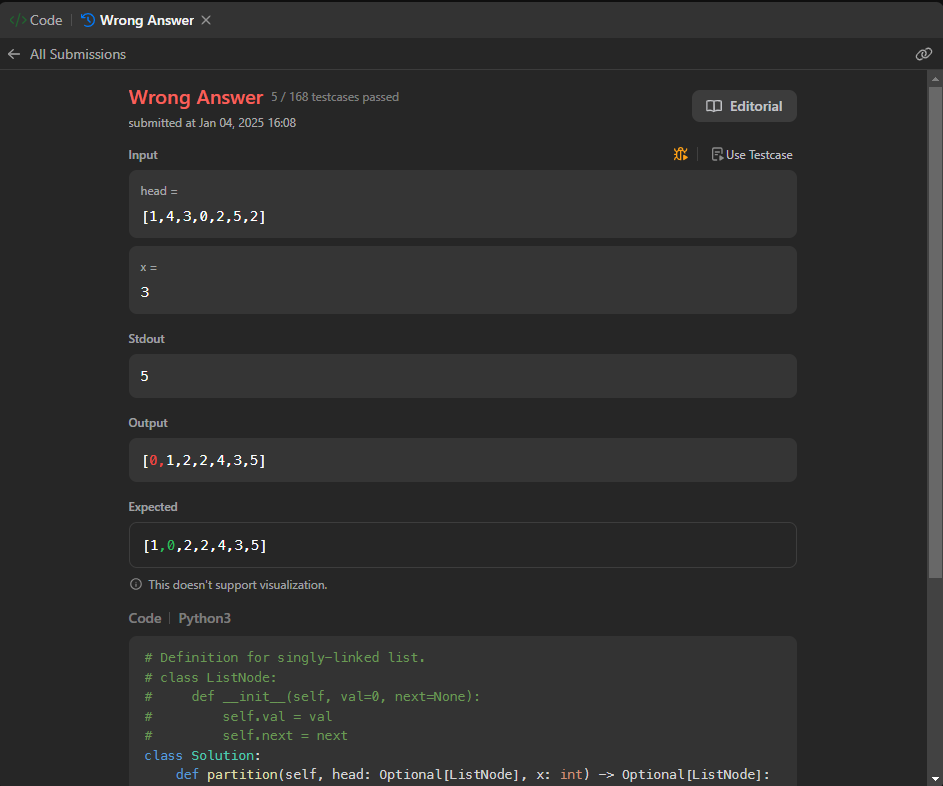 </> Code | Wrong Answer ×
← All Submissions
Wrong Answer 5 / 168 testcases passed
Editorial
submitted at Jan 04, 2025 16:08
Input
Use Testcase
head =
[1,4,3,0,2,5,2]
x =
3
Stdout
5
Output
[0,1,2,2,4,3,5]
Expected
[1,0,2,2,4,3,5]
This doesn't support visualization.
Code | Python3
# Definition for singly-linked list.
# class ListNode:
#     def __init__(self, val=0, next=None):
#         self.val = val
#         self.next = next
class Solution:
    def partition(self, head: Optional[ListNode], x: int) -> Optional[ListNode]: